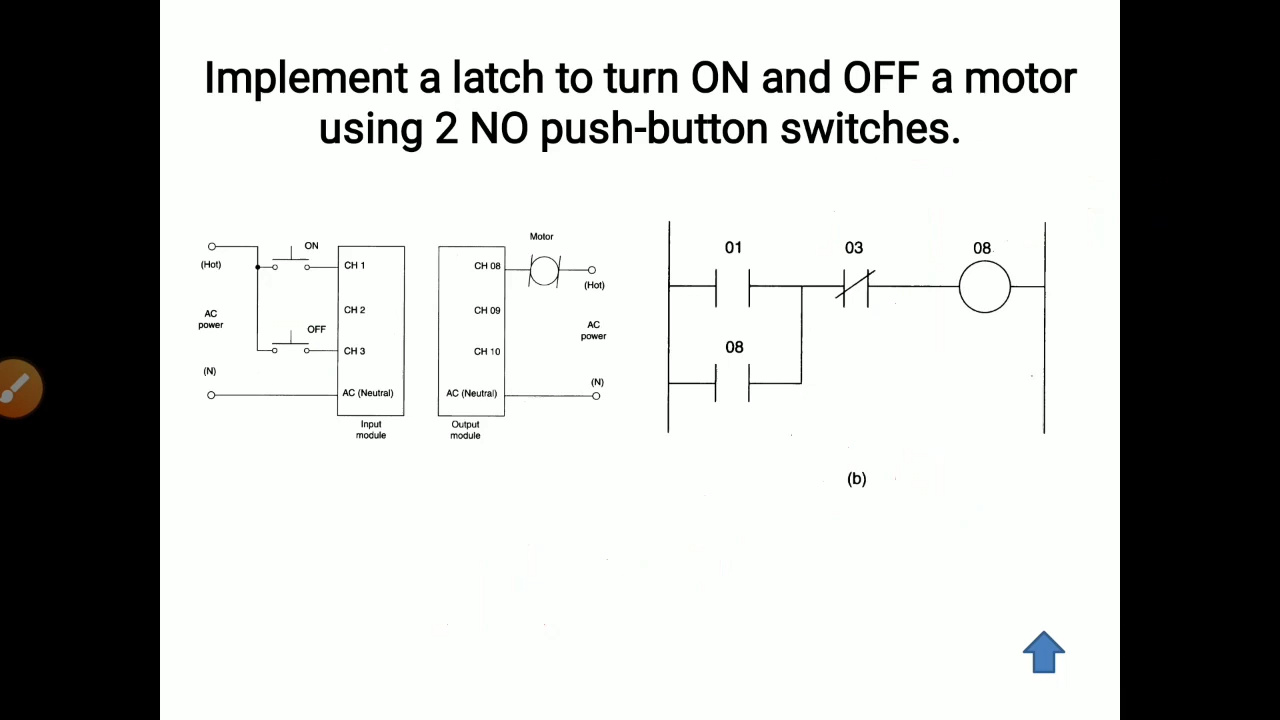 Implement a latch to turn ON and OFF a motor
using 2 NO push-button switches.
ON
(Hot)
CH 1
CH 2
AC
power
OFF
CH 3
(N)
AC (Neutral)
Input
module
Motor
CH 08
(Hot)
CH 09
AC
power
CH 10
(N)
AC (Neutral)
Output
module
01
03
08
08
(b)